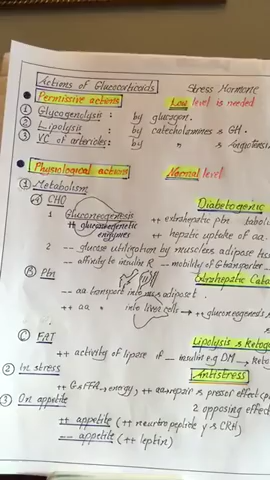 Actions of Glucocorticoids Stress Hormone
* Permissive actions Low level is needed
① Glycogenolysis : by glucagon.
② Lipolysis : by catecholamines & GH.
③ VC of arterioles : by " & Angiotensin
* Physiological actions Normal level
① Metabolism
Ⓐ CHO Diabetogenic
1 Gluconeogenesis ++ extrahepatic ptn
++ gluconeogenetic ++ hepatic uptake of aa
enzymes
2 -- glucose utilization by muscles adipose
-- affinity to insulin R -- mobility of transporter
Ⓑ Ptn Extrahepatic Cata
-- aa transport into adipose t.
++ aa " into liver cells → ++ gluconeogenesis
Ⓒ FAT Lipolysis & ketog
++ activity of lipase if -- insulin e.g DM → keto
② In stress Antistress
++ G & FFA → energy, ++ aa → repair & pressor effect
③ On appetite 2 opposing effect
++ appetite (++ neuropeptide y & CRH)
-- appetite (++ leptin)